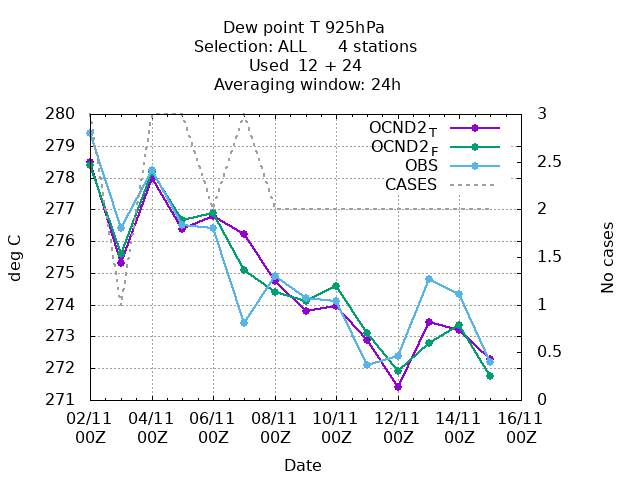 Dew point T 925hPa
Selection: ALL 4 stations
Used 12 + 24
Averaging window: 24h
280 3
279
278 2.5
277 2
276
275 1.5
274 1
273
272 0.5
271 0
deg C
No cases
OCND2T
OCND2F
OBS
CASES
02/11 04/11 06/11 08/11 10/11 12/11 14/11 16/11
00Z 00Z 00Z 00Z 00Z 00Z 00Z 00Z
Date